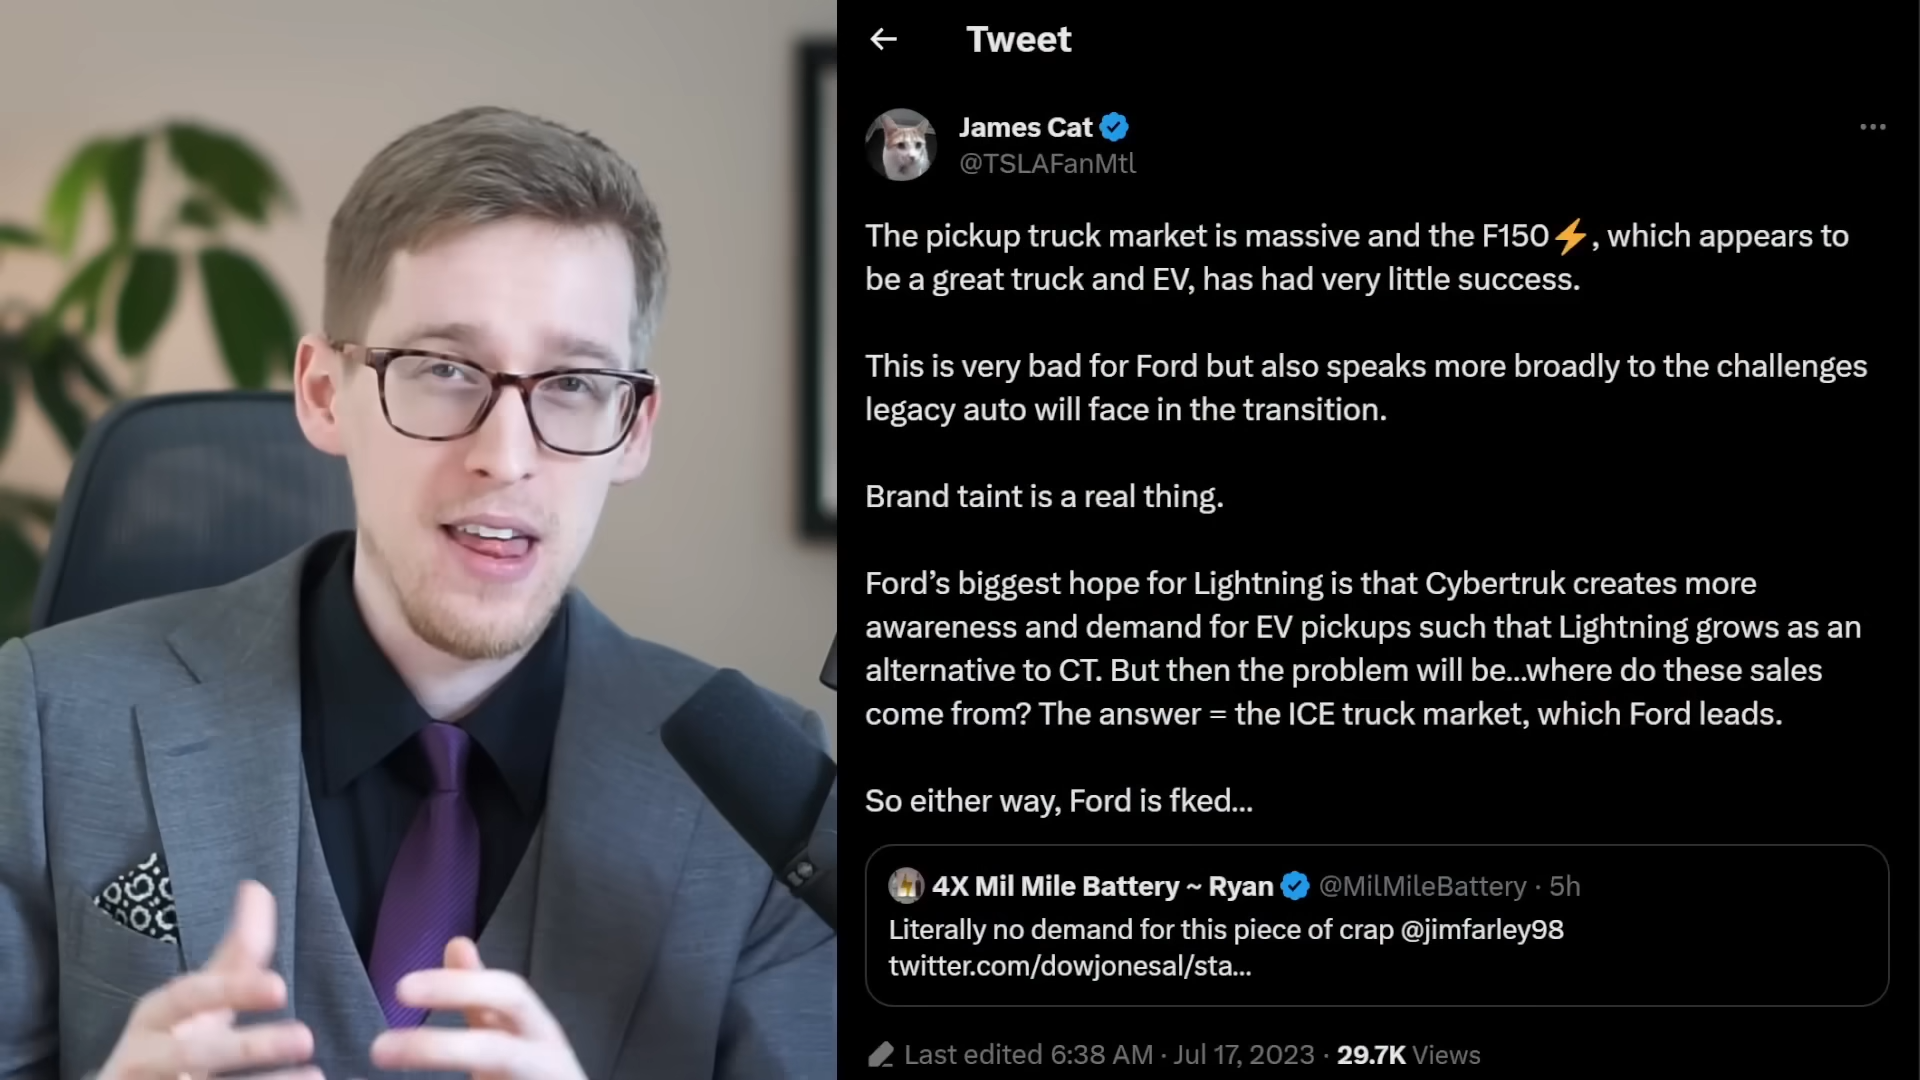 Tweet
James Cat
@TSLAFanMtl
The pickup truck market is massive and the F150⚡, which appears to
be a great truck and EV, has had very little success.
This is very bad for Ford but also speaks more broadly to the challenges
legacy auto will face in the transition.
Brand taint is a real thing.
Ford’s biggest hope for Lightning is that Cybertruk creates more
awareness and demand for EV pickups such that Lightning grows as an
alternative to CT. But then the problem will be...where do these sales
come from? The answer = the ICE truck market, which Ford leads.
So either way, Ford is fked...
4X Mil Mile Battery ~ Ryan @MilMileBattery · 5h
Literally no demand for this piece of crap @jimfarley98
twitter.com/dowjonesal/sta...
Last edited 6:38 AM · Jul 17, 2023 · 29.7K Views